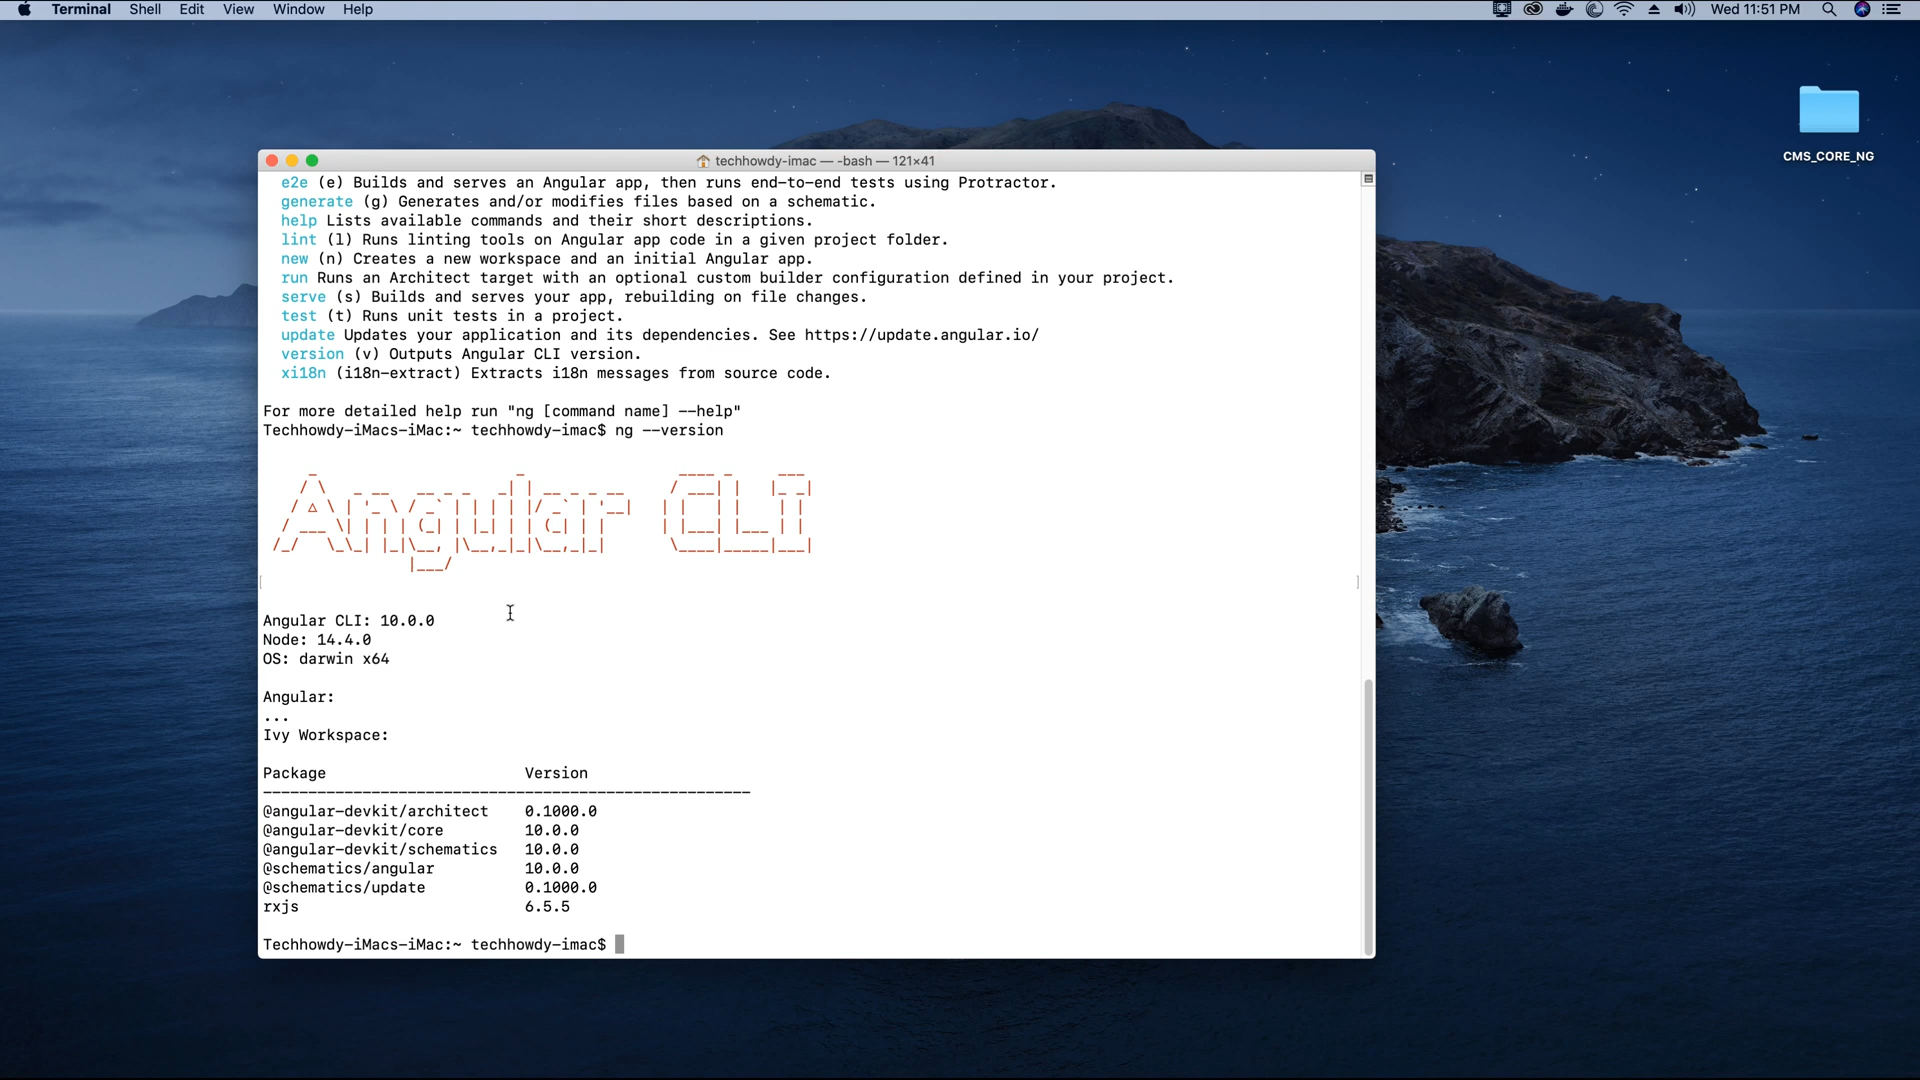 Terminal Shell Edit View Window Help Wed 11:51 PM
CMS_CORE_NG
techhowdy-imac — -bash — 121×41
e2e (e) Builds and serves an Angular app, then runs end-to-end tests using Protractor.
generate (g) Generates and/or modifies files based on a schematic.
help Lists available commands and their short descriptions.
lint (l) Runs linting tools on Angular app code in a given project folder.
new (n) Creates a new workspace and an initial Angular app.
run Runs an Architect target with an optional custom builder configuration defined in your project.
serve (s) Builds and serves your app, rebuilding on file changes.
test (t) Runs unit tests in a project.
update Updates your application and its dependencies. See https://update.angular.io/
version (v) Outputs Angular CLI version.
xi18n (i18n-extract) Extracts i18n messages from source code.
For more detailed help run "ng [command name] --help"
Techhowdy-iMacs-iMac:~ techhowdy-imac$ ng --version
Angular CLI
Angular CLI: 10.0.0
Node: 14.4.0
OS: darwin x64
Angular:
...
Ivy Workspace:
Package Version
------------------------------------------------------
@angular-devkit/architect 0.1000.0
@angular-devkit/core 10.0.0
@angular-devkit/schematics 10.0.0
@schematics/angular 10.0.0
@schematics/update 0.1000.0
rxjs 6.5.5
Techhowdy-iMacs-iMac:~ techhowdy-imac$